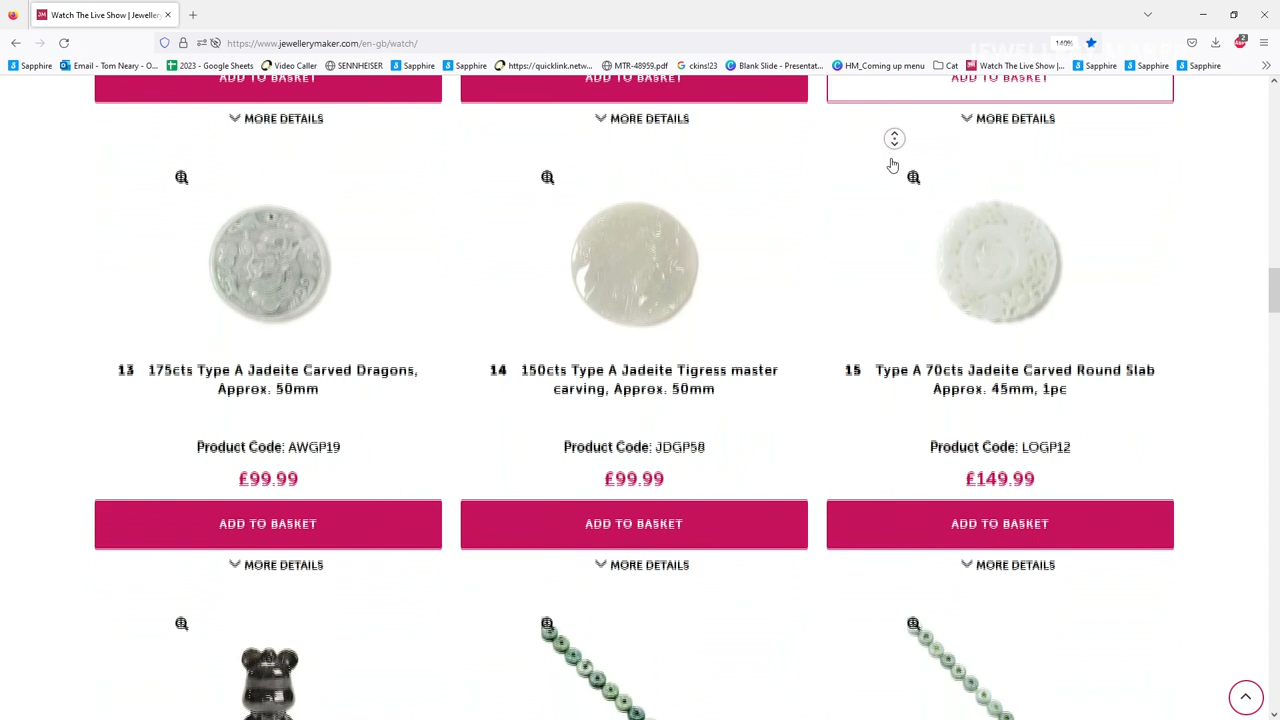 JM Watch The Live Show | Jewellery
https://www.jewellerymaker.com/en-gb/watch/
140%
2
Sapphire
Email - Tom Neary - O...
2023 - Google Sheets
Video Caller
SENNHEISER
Sapphire
Sapphire
https://quicklink.netw...
MTR-48959.pdf
ckins!23
Blank Slide - Presentat...
HM_Coming up menu
Cat
Watch The Live Show |...
Sapphire
Sapphire
Sapphire
ADD TO BASKET
ADD TO BASKET
ADD TO BASKET
MORE DETAILS
MORE DETAILS
MORE DETAILS
13 175cts Type A Jadeite Carved Dragons,
Approx. 50mm
14 150cts Type A Jadeite Tigress master
carving, Approx. 50mm
15 Type A 70cts Jadeite Carved Round Slab
Approx. 45mm, 1pc
Product Code: AWGP19
Product Code: JDGP58
Product Code: LOGP12
£99.99
£99.99
£149.99
ADD TO BASKET
ADD TO BASKET
ADD TO BASKET
MORE DETAILS
MORE DETAILS
MORE DETAILS